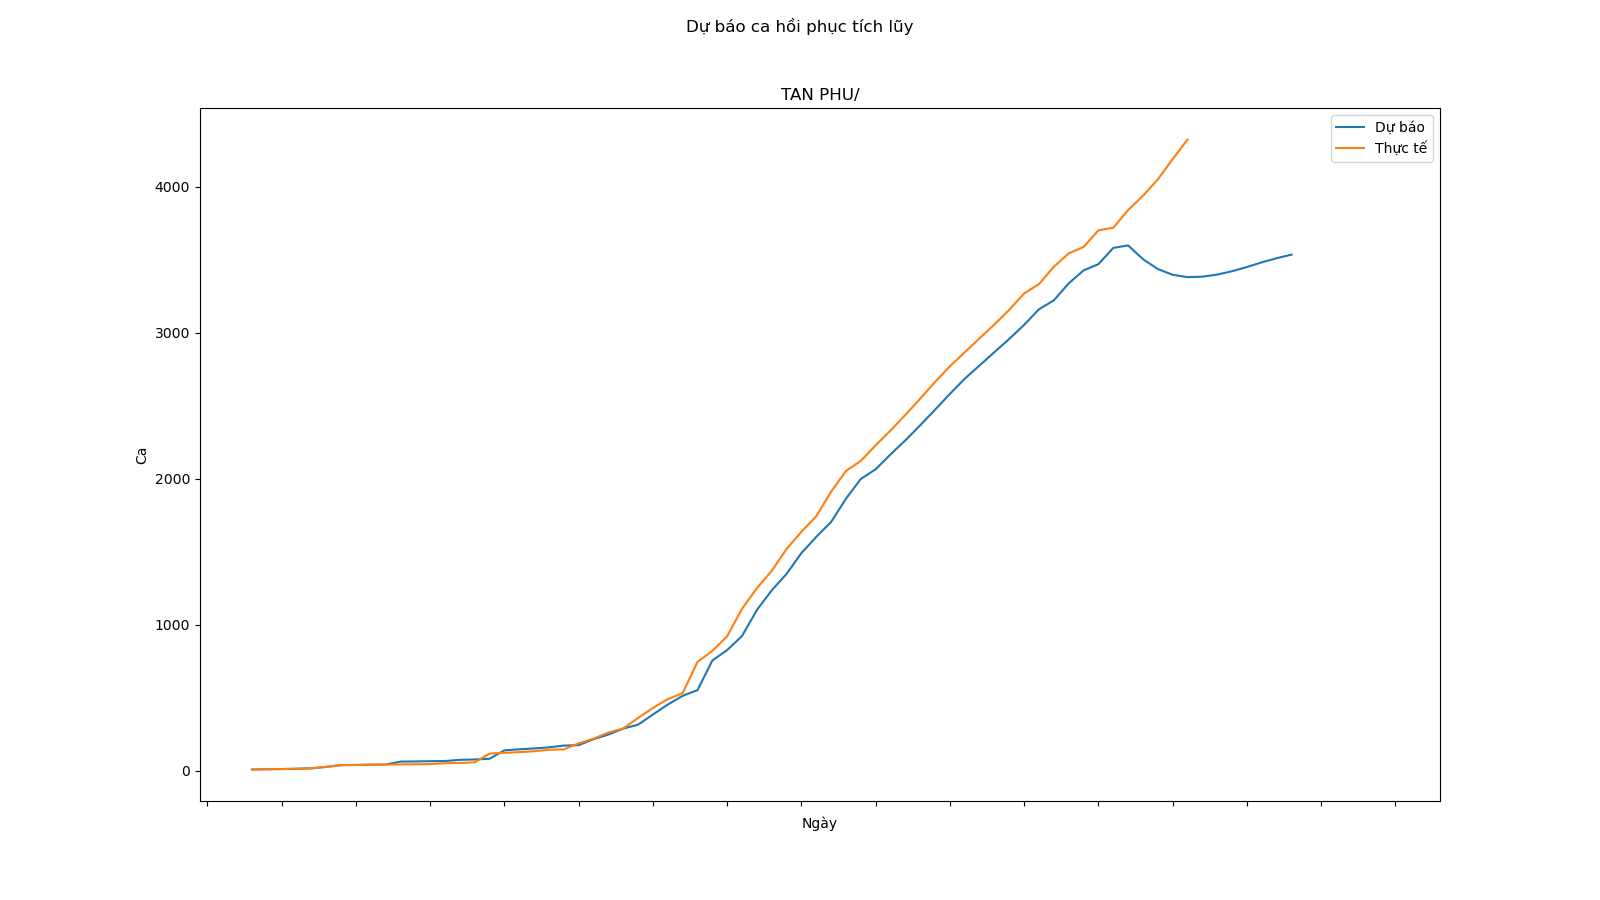 Dự báo ca hồi phục tích lũy
TAN PHU/
Dự báo
Thực tế
4000
3000
2000
1000
0
Ca
Ngày